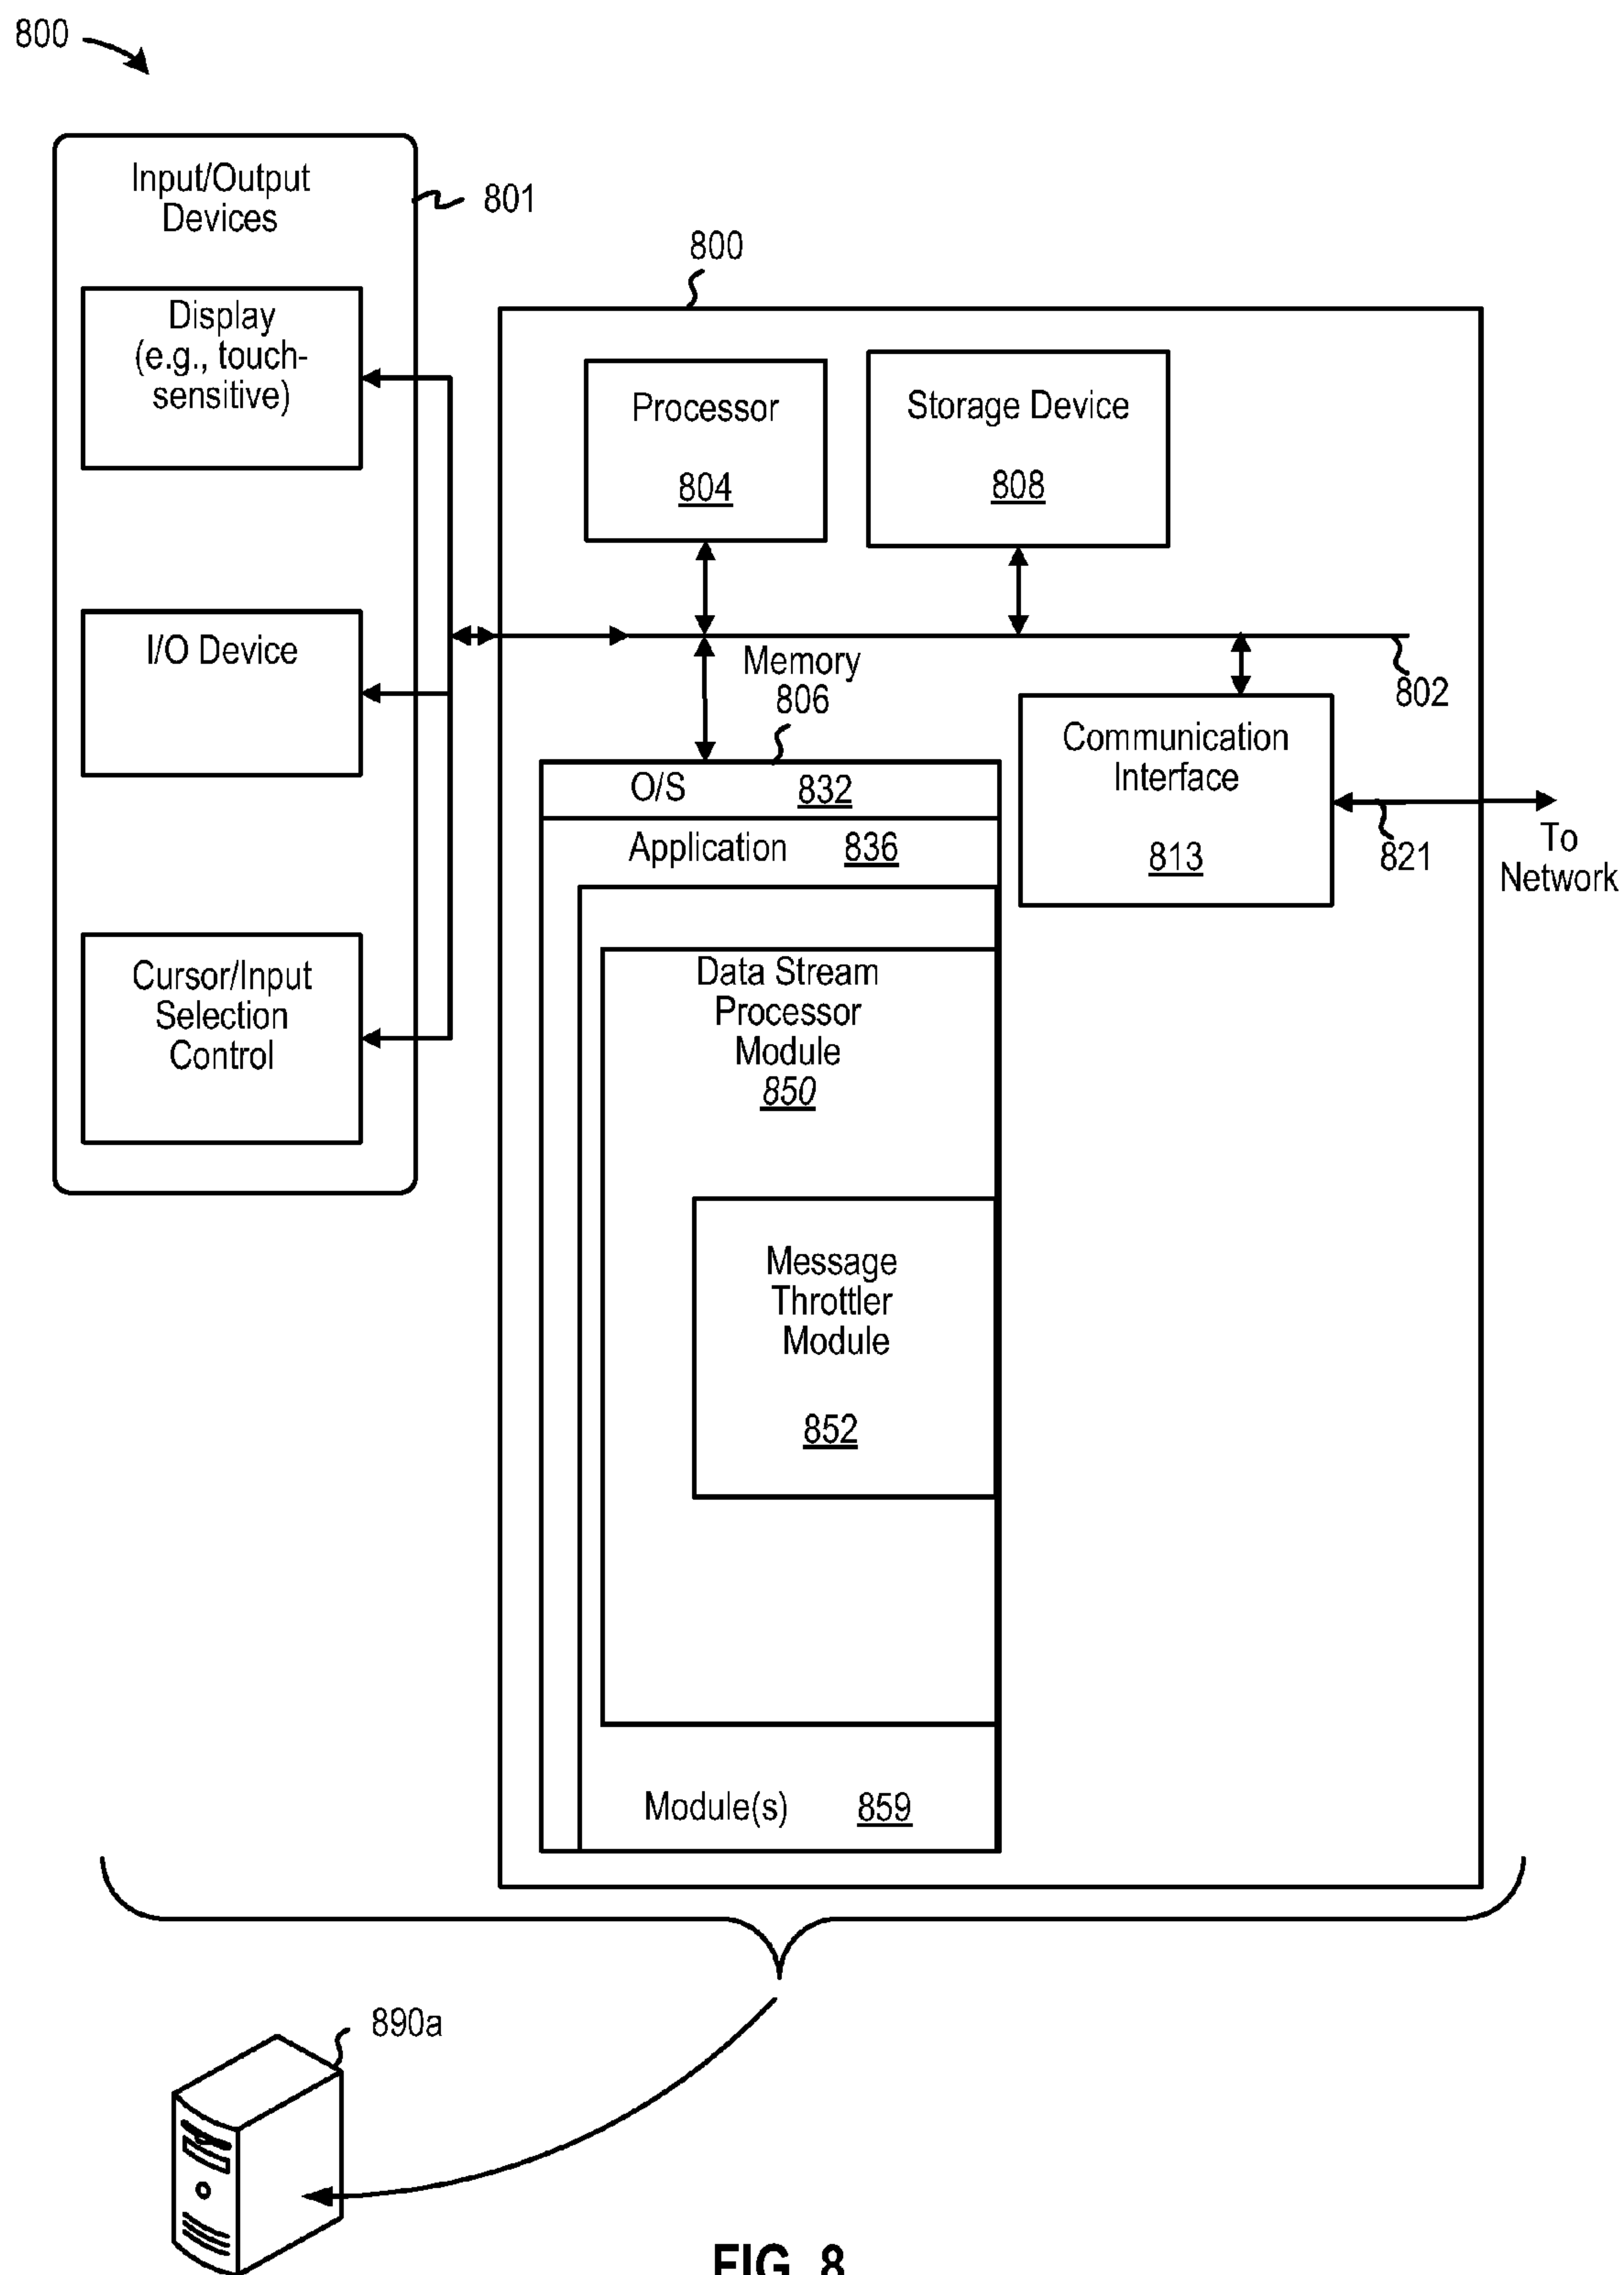 800
Input/Output
Devices
801
800
Display
(e.g., touch-
sensitive)
Processor
804
Storage Device
808
I/O Device
Memory
806
802
Communication
Interface
813
821
To
Network
O/S 832
Application 836
Cursor/Input
Selection
Control
Data Stream
Processor
Module
850
Message
Throttler
Module
852
Module(s) 859
890a
FIG. 8